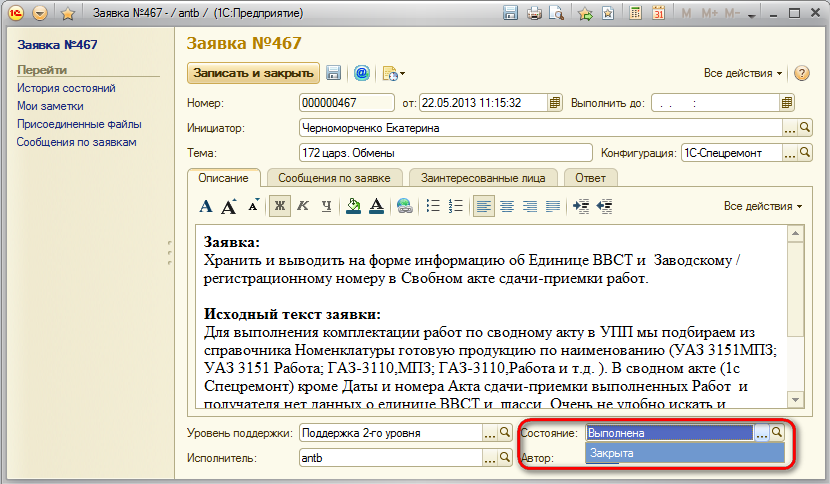 Заявка №467 - / antb / (1С:Предприятие)
M M+ M-
Заявка №467
Перейти
История состояний
Мои заметки
Присоединенные файлы
Сообщения по заявкам
Заявка №467
Записать и закрыть
Все действия
Номер: 000000467 от: 22.05.2013 11:15:32 Выполнить до: . . :
Инициатор: Черноморченко Екатерина
Тема: 172 царз. Обмены Конфигурация: 1С-Спецремонт
Описание Сообщения по заявке Заинтересованные лица Ответ
Все действия
Заявка:
Хранить и выводить на форме информацию об Единице ВВСТ и Заводскому /
регистрационному номеру в Свобном акте сдачи-приемки работ.
Исходный текст заявки:
Для выполнения комплектации работ по сводному акту в УПП мы подбираем из
справочника Номенклатуры готовую продукцию по наименованию (УАЗ 3151МПЗ;
УАЗ 3151 Работа; ГАЗ-3110,МПЗ; ГАЗ-3110,Работа и т.д. ). В сводном акте (1с
Спецремонт) кроме Даты и номера Акта сдачи-приемки выполненных Работ и
получателя нет данных о единице ВВСТ и шасси. Очень не удобно искать и
Уровень поддержки: Поддержка 2-го уровня Состояние: Выполнена
Закрыта
Исполнитель: antb Автор: